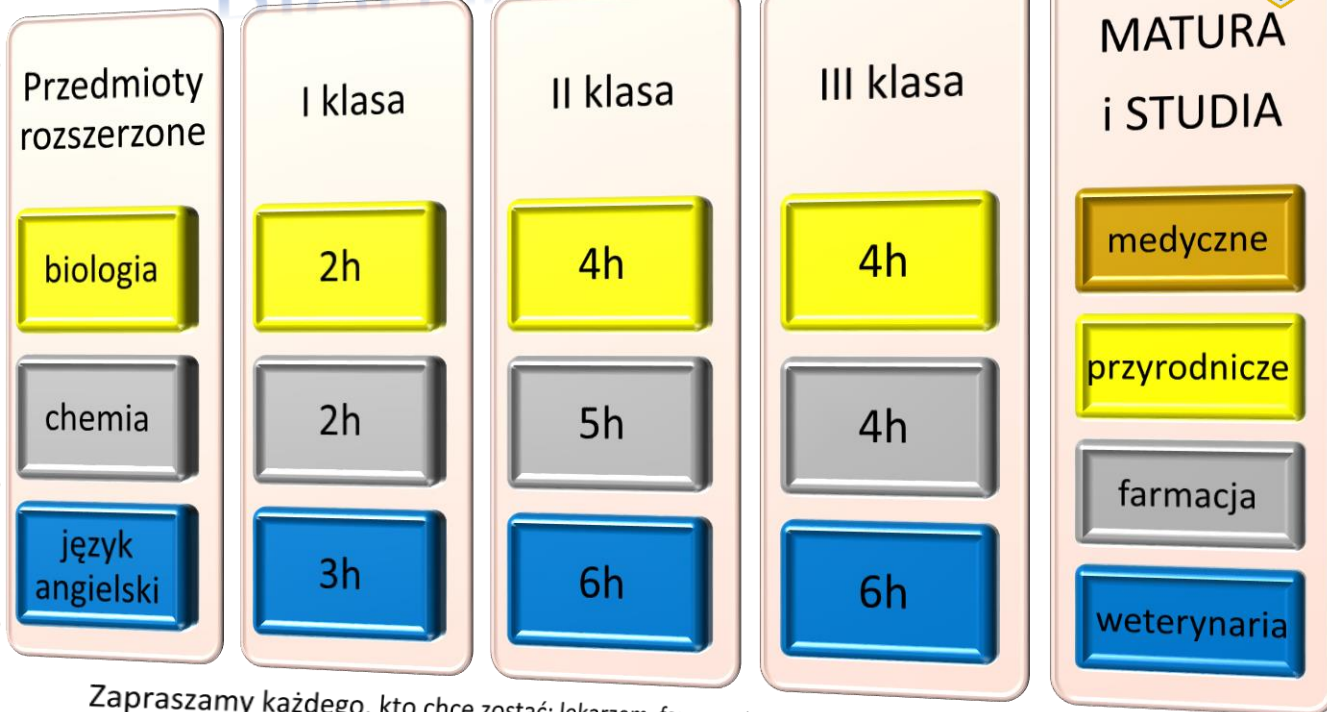 Przedmioty
rozszerzone
biologia
chemia
język
angielski
I klasa
2h
2h
3h
II klasa
4h
5h
6h
III klasa
4h
4h
6h
MATURA
i STUDIA
medyczne
przyrodnicze
farmacja
weterynaria
Zapraszamy każdego, kto chce zostać: